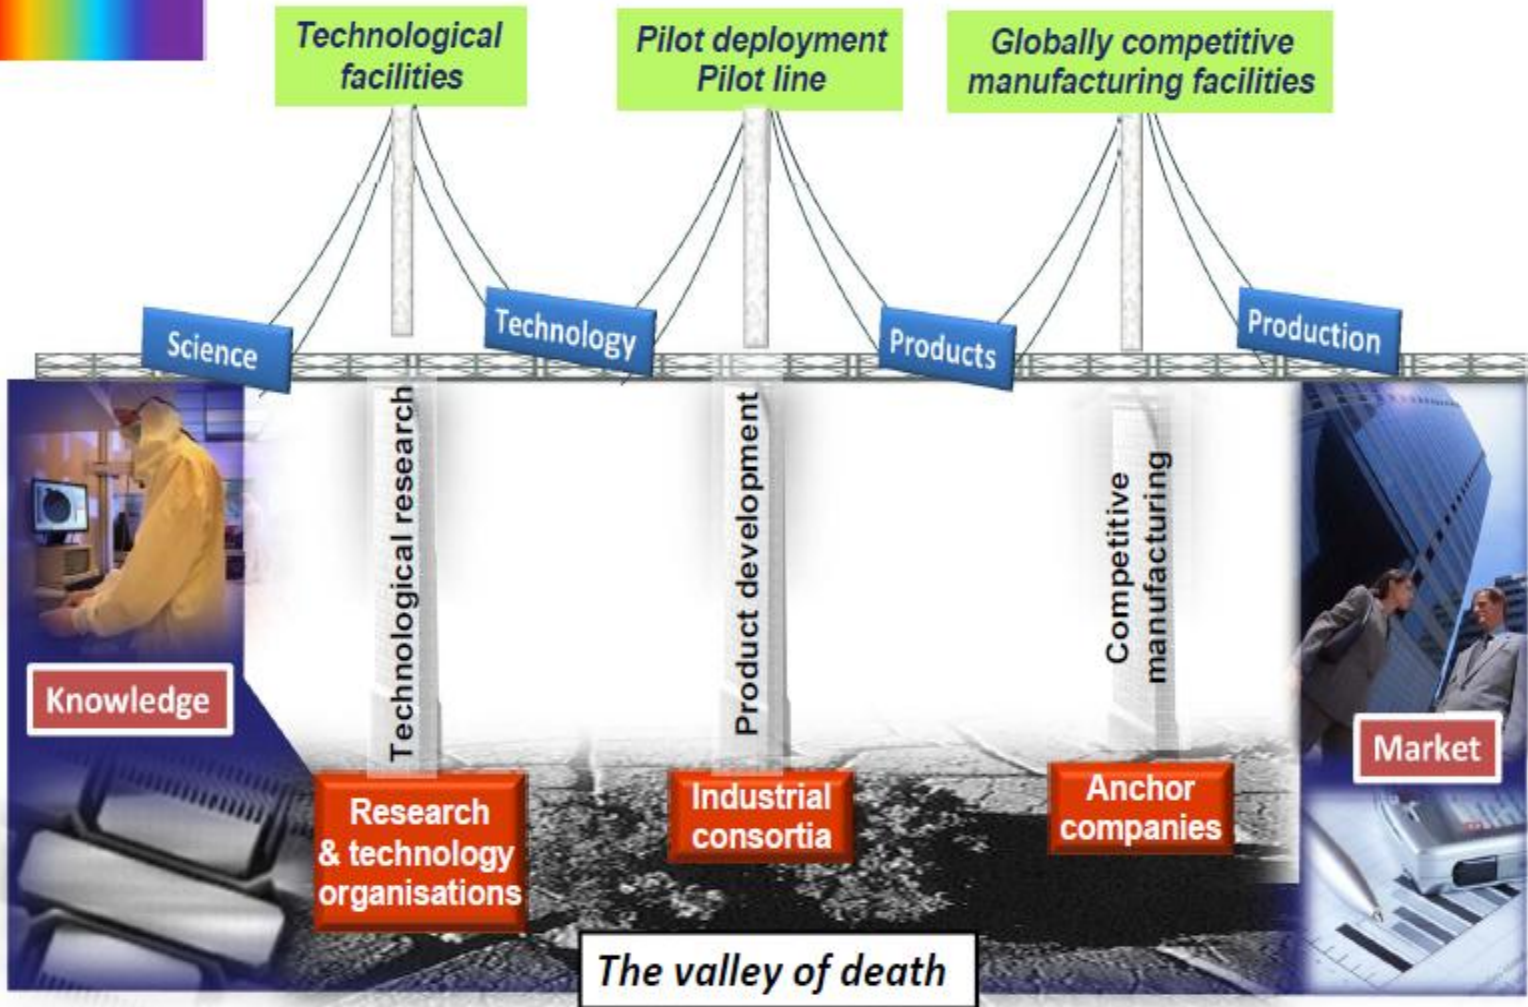 Technological
facilities
Pilot deployment
Pilot line
Globally competitive
manufacturing facilities
Science
Technology
Products
Production
Technological research
Product development
Competitive
manufacturing
Knowledge
Market
Research
& technology
organisations
Industrial
consortia
Anchor
companies
The valley of death